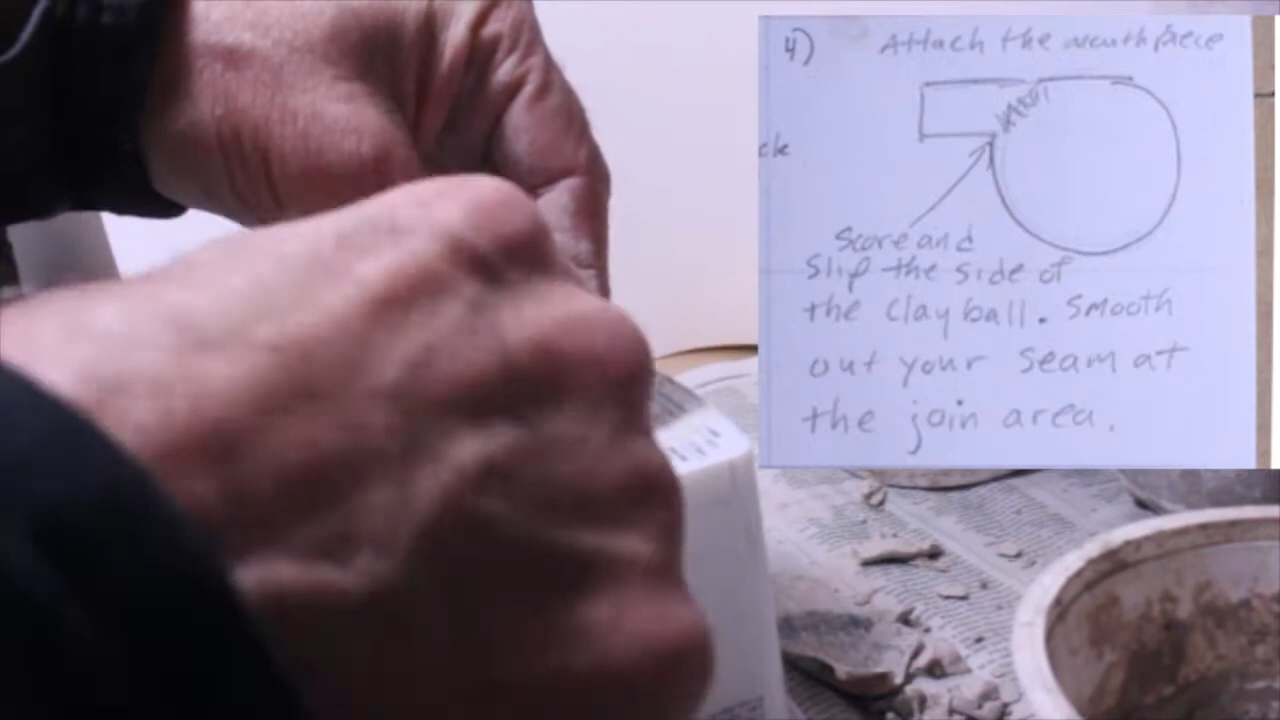 4) Attach the mouthpiece
ck
Score and
Slip the side of
the clay ball. Smooth
out your seam at
the join area.